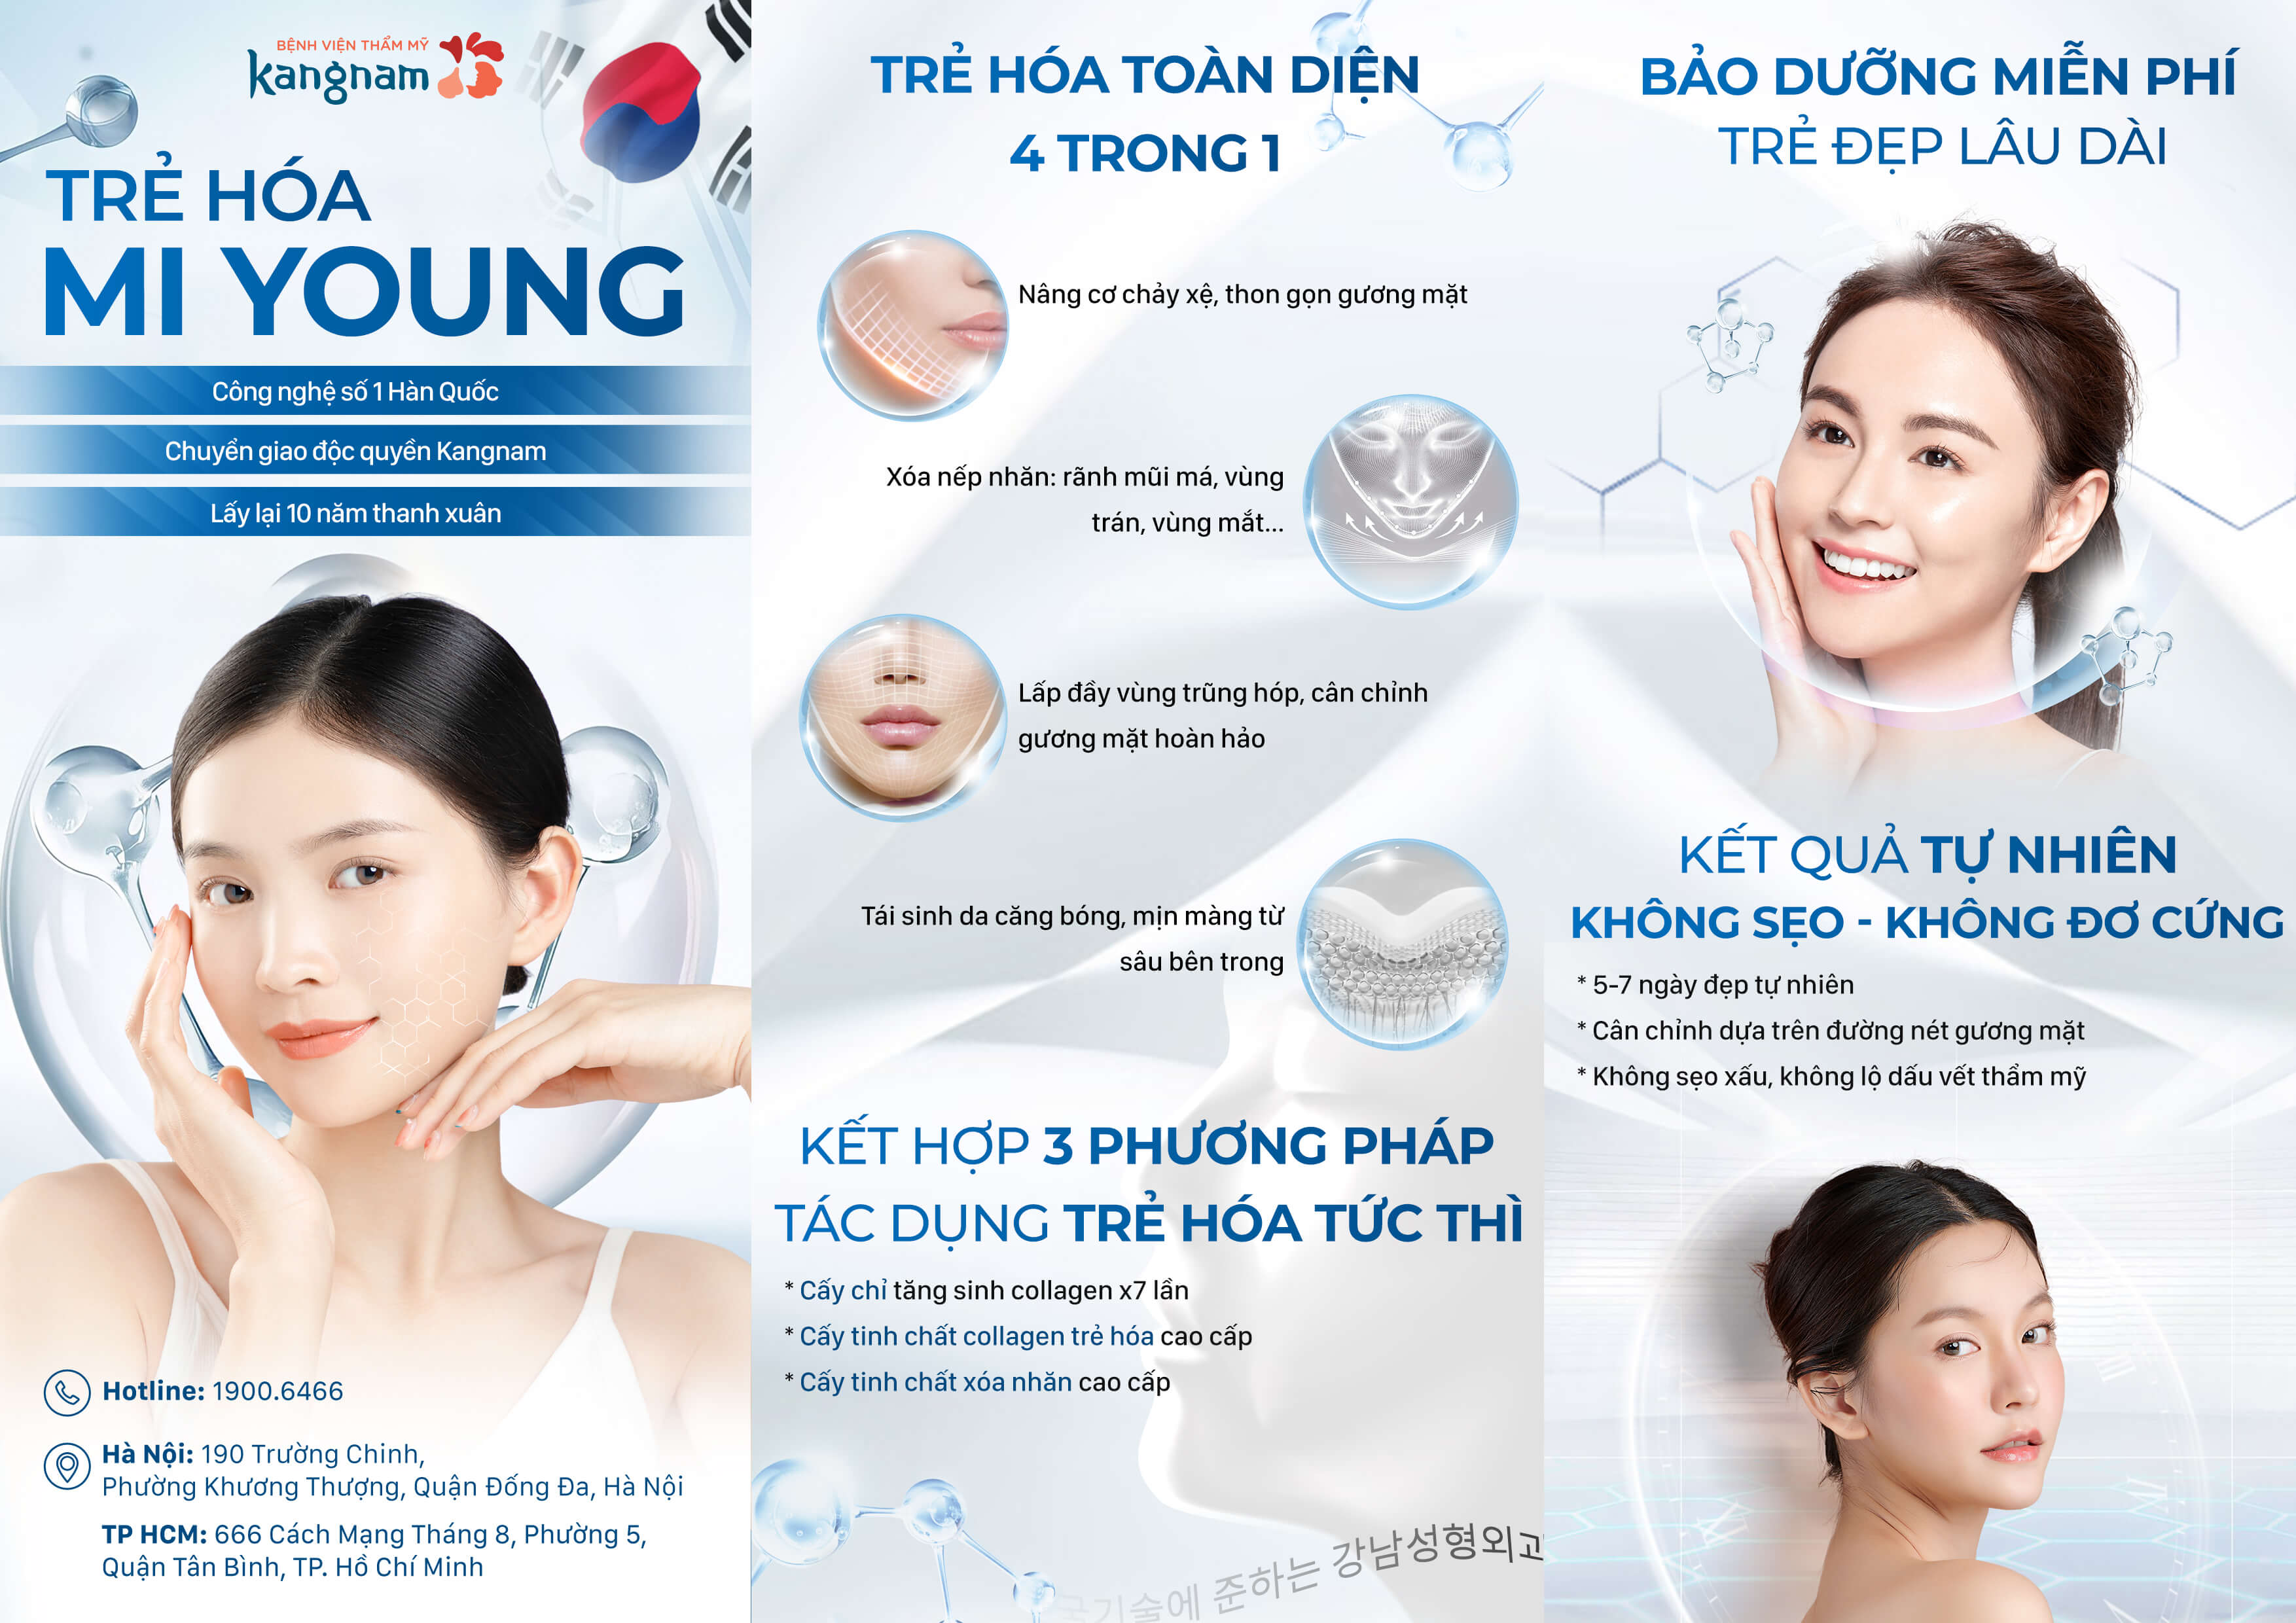 BỆNH VIỆN THẨM MỸ
kangnam
TRẺ HÓA
MI YOUNG
Công nghệ số 1 Hàn Quốc
Chuyển giao độc quyền Kangnam
Lấy lại 10 năm thanh xuân
Hotline: 1900.6466
Hà Nội: 190 Trường Chinh,
Phường Khương Thượng, Quận Đống Đa, Hà Nội
TP HCM: 666 Cách Mạng Tháng 8, Phường 5,
Quận Tân Bình, TP. Hồ Chí Minh
TRẺ HÓA TOÀN DIỆN
4 TRONG 1
Nâng cơ chảy xệ, thon gọn gương mặt
Xóa nếp nhăn: rãnh mũi má, vùng
trán, vùng mắt...
Lấp đầy vùng trũng hóp, cân chỉnh
gương mặt hoàn hảo
Tái sinh da căng bóng, mịn màng từ
sâu bên trong
KẾT HỢP 3 PHƯƠNG PHÁP
TÁC DỤNG TRẺ HÓA TỨC THÌ
* Cấy chỉ tăng sinh collagen x7 lần
* Cấy tinh chất collagen trẻ hóa cao cấp
* Cấy tinh chất xóa nhăn cao cấp
준하는 강남성형외과
BẢO DƯỠNG MIỄN PHÍ
TRẺ ĐẸP LÂU DÀI
KẾT QUẢ TỰ NHIÊN
KHÔNG SẸO - KHÔNG ĐƠ CỨNG
* 5-7 ngày đẹp tự nhiên
* Cân chỉnh dựa trên đường nét gương mặt
* Không sẹo xấu, không lộ dấu vết thẩm mỹ